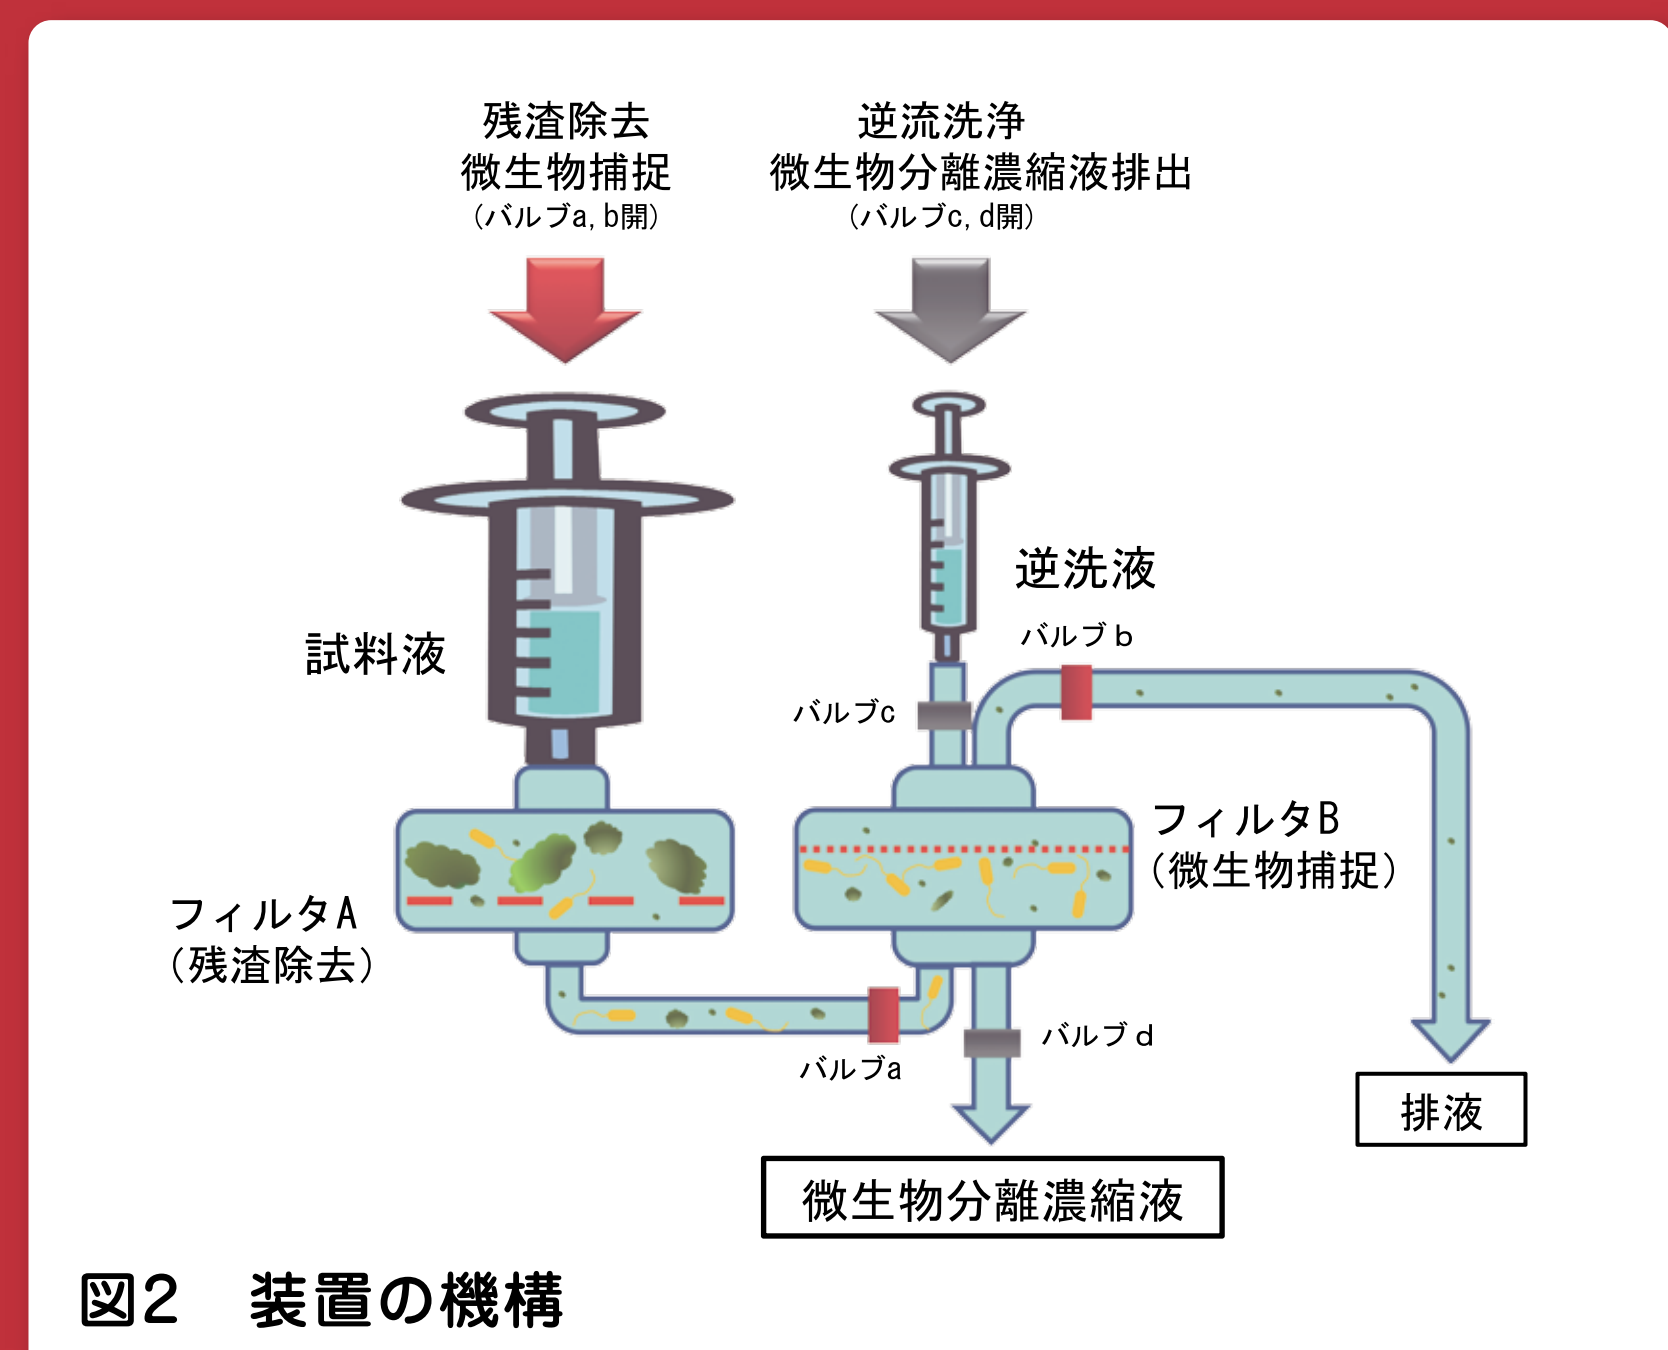 残渣除去
微生物捕捉
（バルブa, b開）
逆流洗浄
微生物分離濃縮液排出
（バルブc, d開）
試料液
逆洗液
バルブb
バルブc
フィルタB
（微生物捕捉）
フィルタA
（残渣除去）
バルブa
バルブd
排液
微生物分離濃縮液
図2　装置の機構